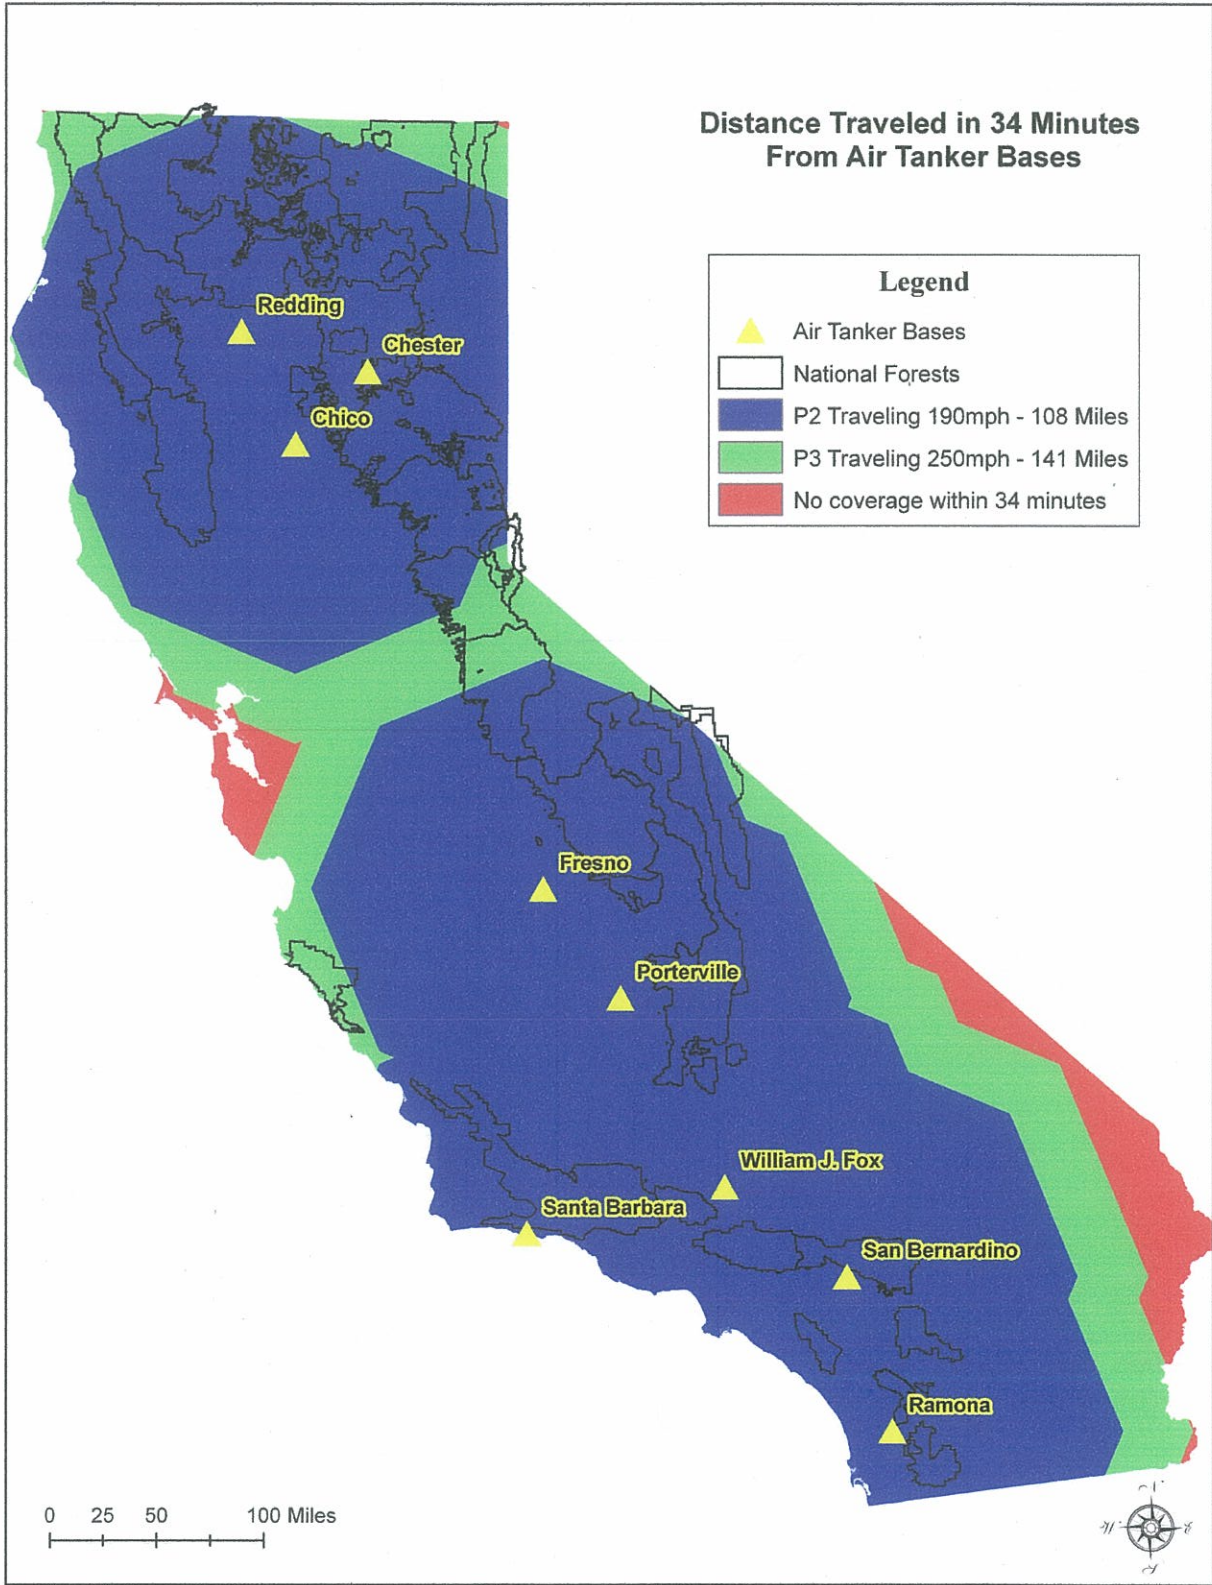 Distance Traveled in 34 Minutes
From Air Tanker Bases
Legend
Air Tanker Bases
National Forests
P2 Traveling 190mph - 108 Miles
P3 Traveling 250mph - 141 Miles
No coverage within 34 minutes
Redding
Chester
Chico
Fresno
Porterville
William J. Fox
Santa Barbara
San Bernardino
Ramona
0 25 50 100 Miles